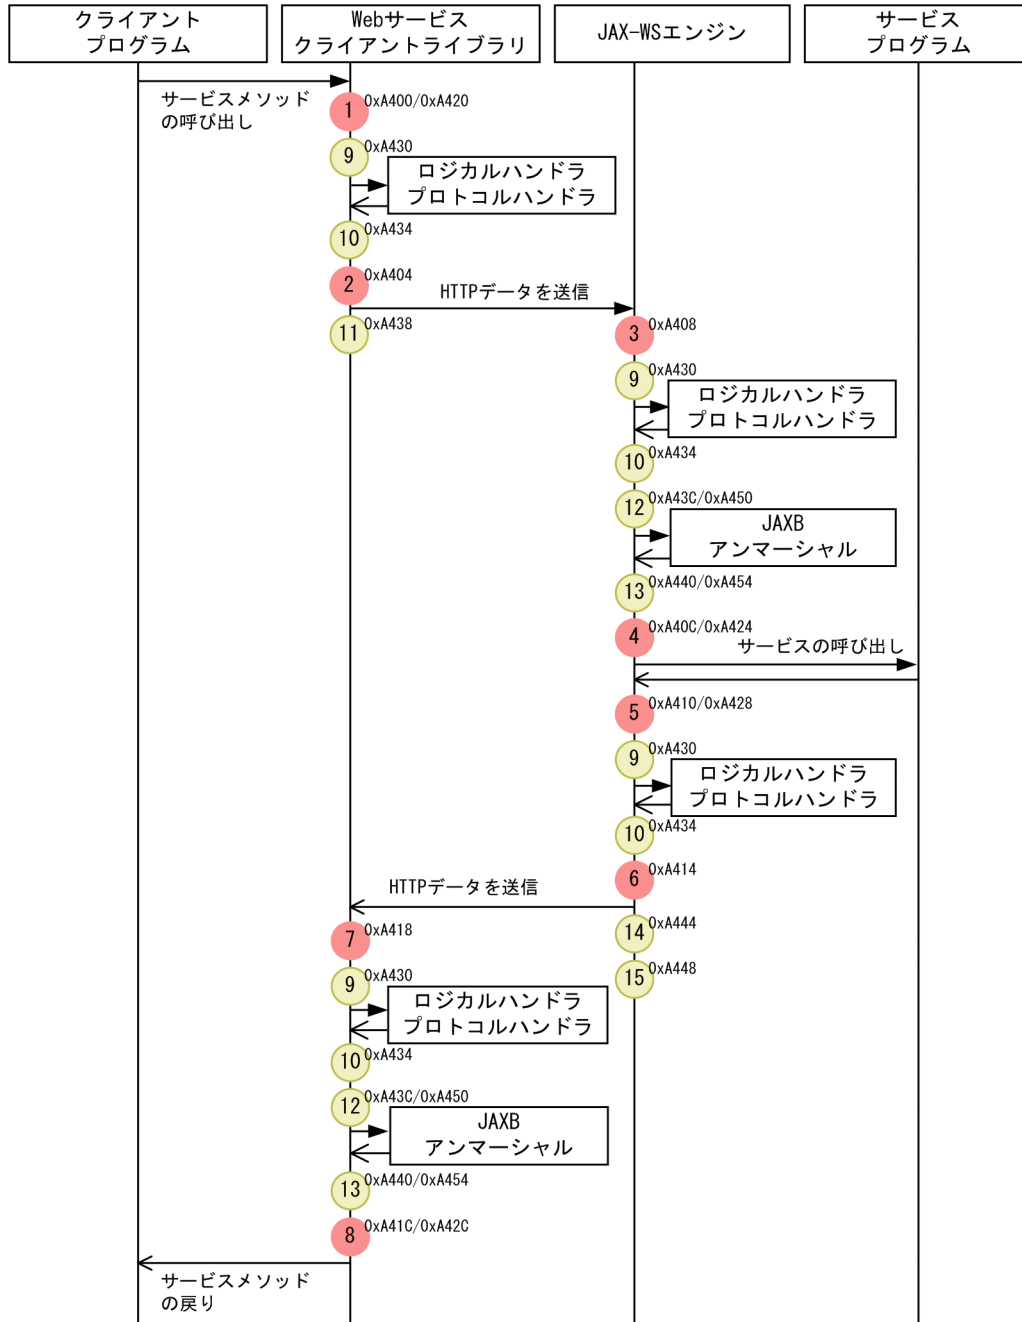 クライアント
プログラム
Webサービス
クライアントライブラリ
JAX-WSエンジン
サービス
プログラム
サービスメソッド
の呼び出し
1
0xA400/0xA420
9
0xA430
ロジカルハンドラ
プロトコルハンドラ
10
0xA434
2
0xA404
HTTPデータを送信
11
0xA438
3
0xA408
9
0xA430
ロジカルハンドラ
プロトコルハンドラ
10
0xA434
12
0xA43C/0xA450
JAXB
アンマーシャル
13
0xA440/0xA454
4
0xA40C/0xA424
サービスの呼び出し
5
0xA410/0xA428
9
0xA430
ロジカルハンドラ
プロトコルハンドラ
10
0xA434
6
0xA414
HTTPデータを送信
14
0xA444
7
0xA418
15
0xA448
9
0xA430
ロジカルハンドラ
プロトコルハンドラ
10
0xA434
12
0xA43C/0xA450
JAXB
アンマーシャル
13
0xA440/0xA454
8
0xA41C/0xA42C
サービスメソッド
の戻り